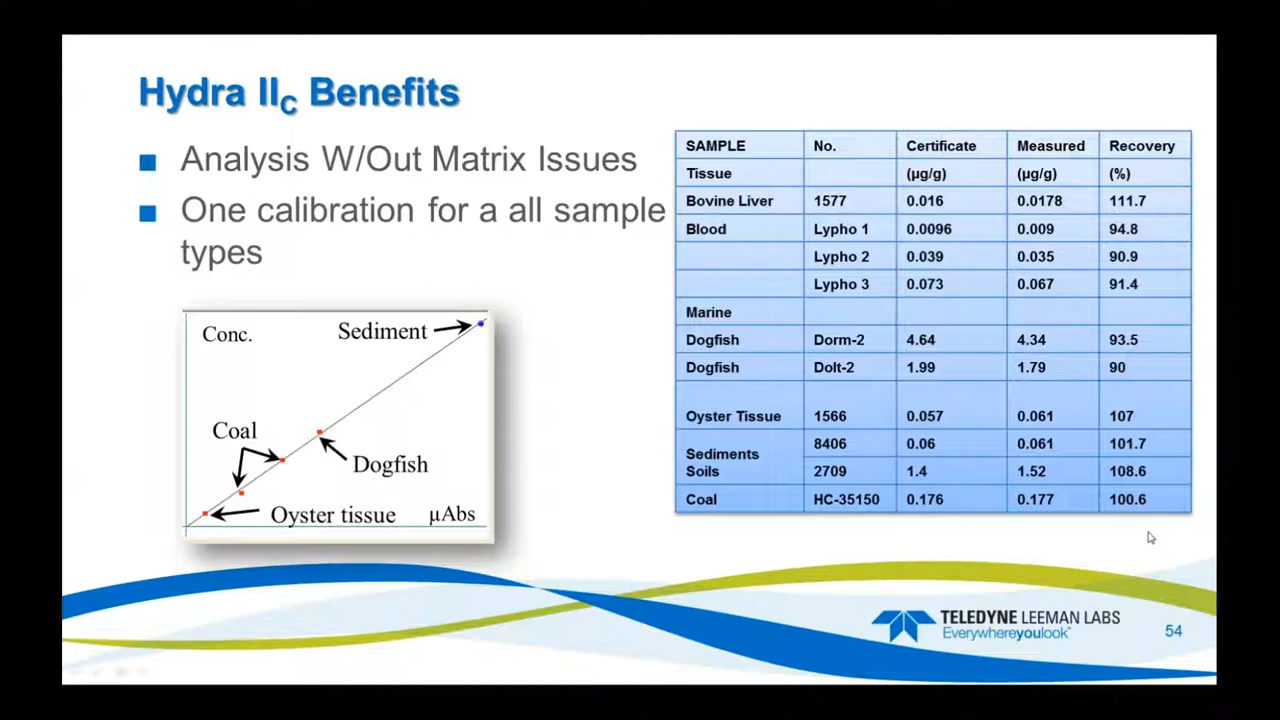 Hydra IIC Benefits
Analysis W/Out Matrix Issues
One calibration for a all sample
types
Conc.
Sediment
Coal
Dogfish
Oyster tissue
µAbs
SAMPLE No. Certificate Measured Recovery
Tissue (µg/g) (µg/g) (%)
Bovine Liver 1577 0.016 0.0178 111.7
Blood Lypho 1 0.0096 0.009 94.8
Lypho 2 0.039 0.035 90.9
Lypho 3 0.073 0.067 91.4
Marine
Dogfish Dorm-2 4.64 4.34 93.5
Dogfish Dolt-2 1.99 1.79 90
Oyster Tissue 1566 0.057 0.061 107
Sediments 8406 0.06 0.061 101.7
Soils 2709 1.4 1.52 108.6
Coal HC-35150 0.176 0.177 100.6
TELEDYNE LEEMAN LABS
Everywhereyoulook™
54